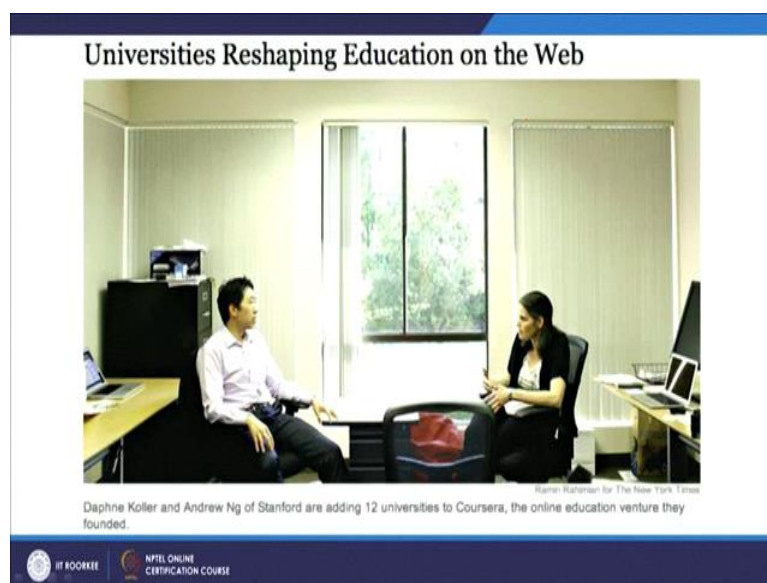 Universities Reshaping Education on the Web
Ramin Rahimian for The New York Times
Daphne Koller and Andrew Ng of Stanford are adding 12 universities to Coursera, the online education venture they
founded.
IIT ROORKEE
NPTEL ONLINE
CERTIFICATION COURSE